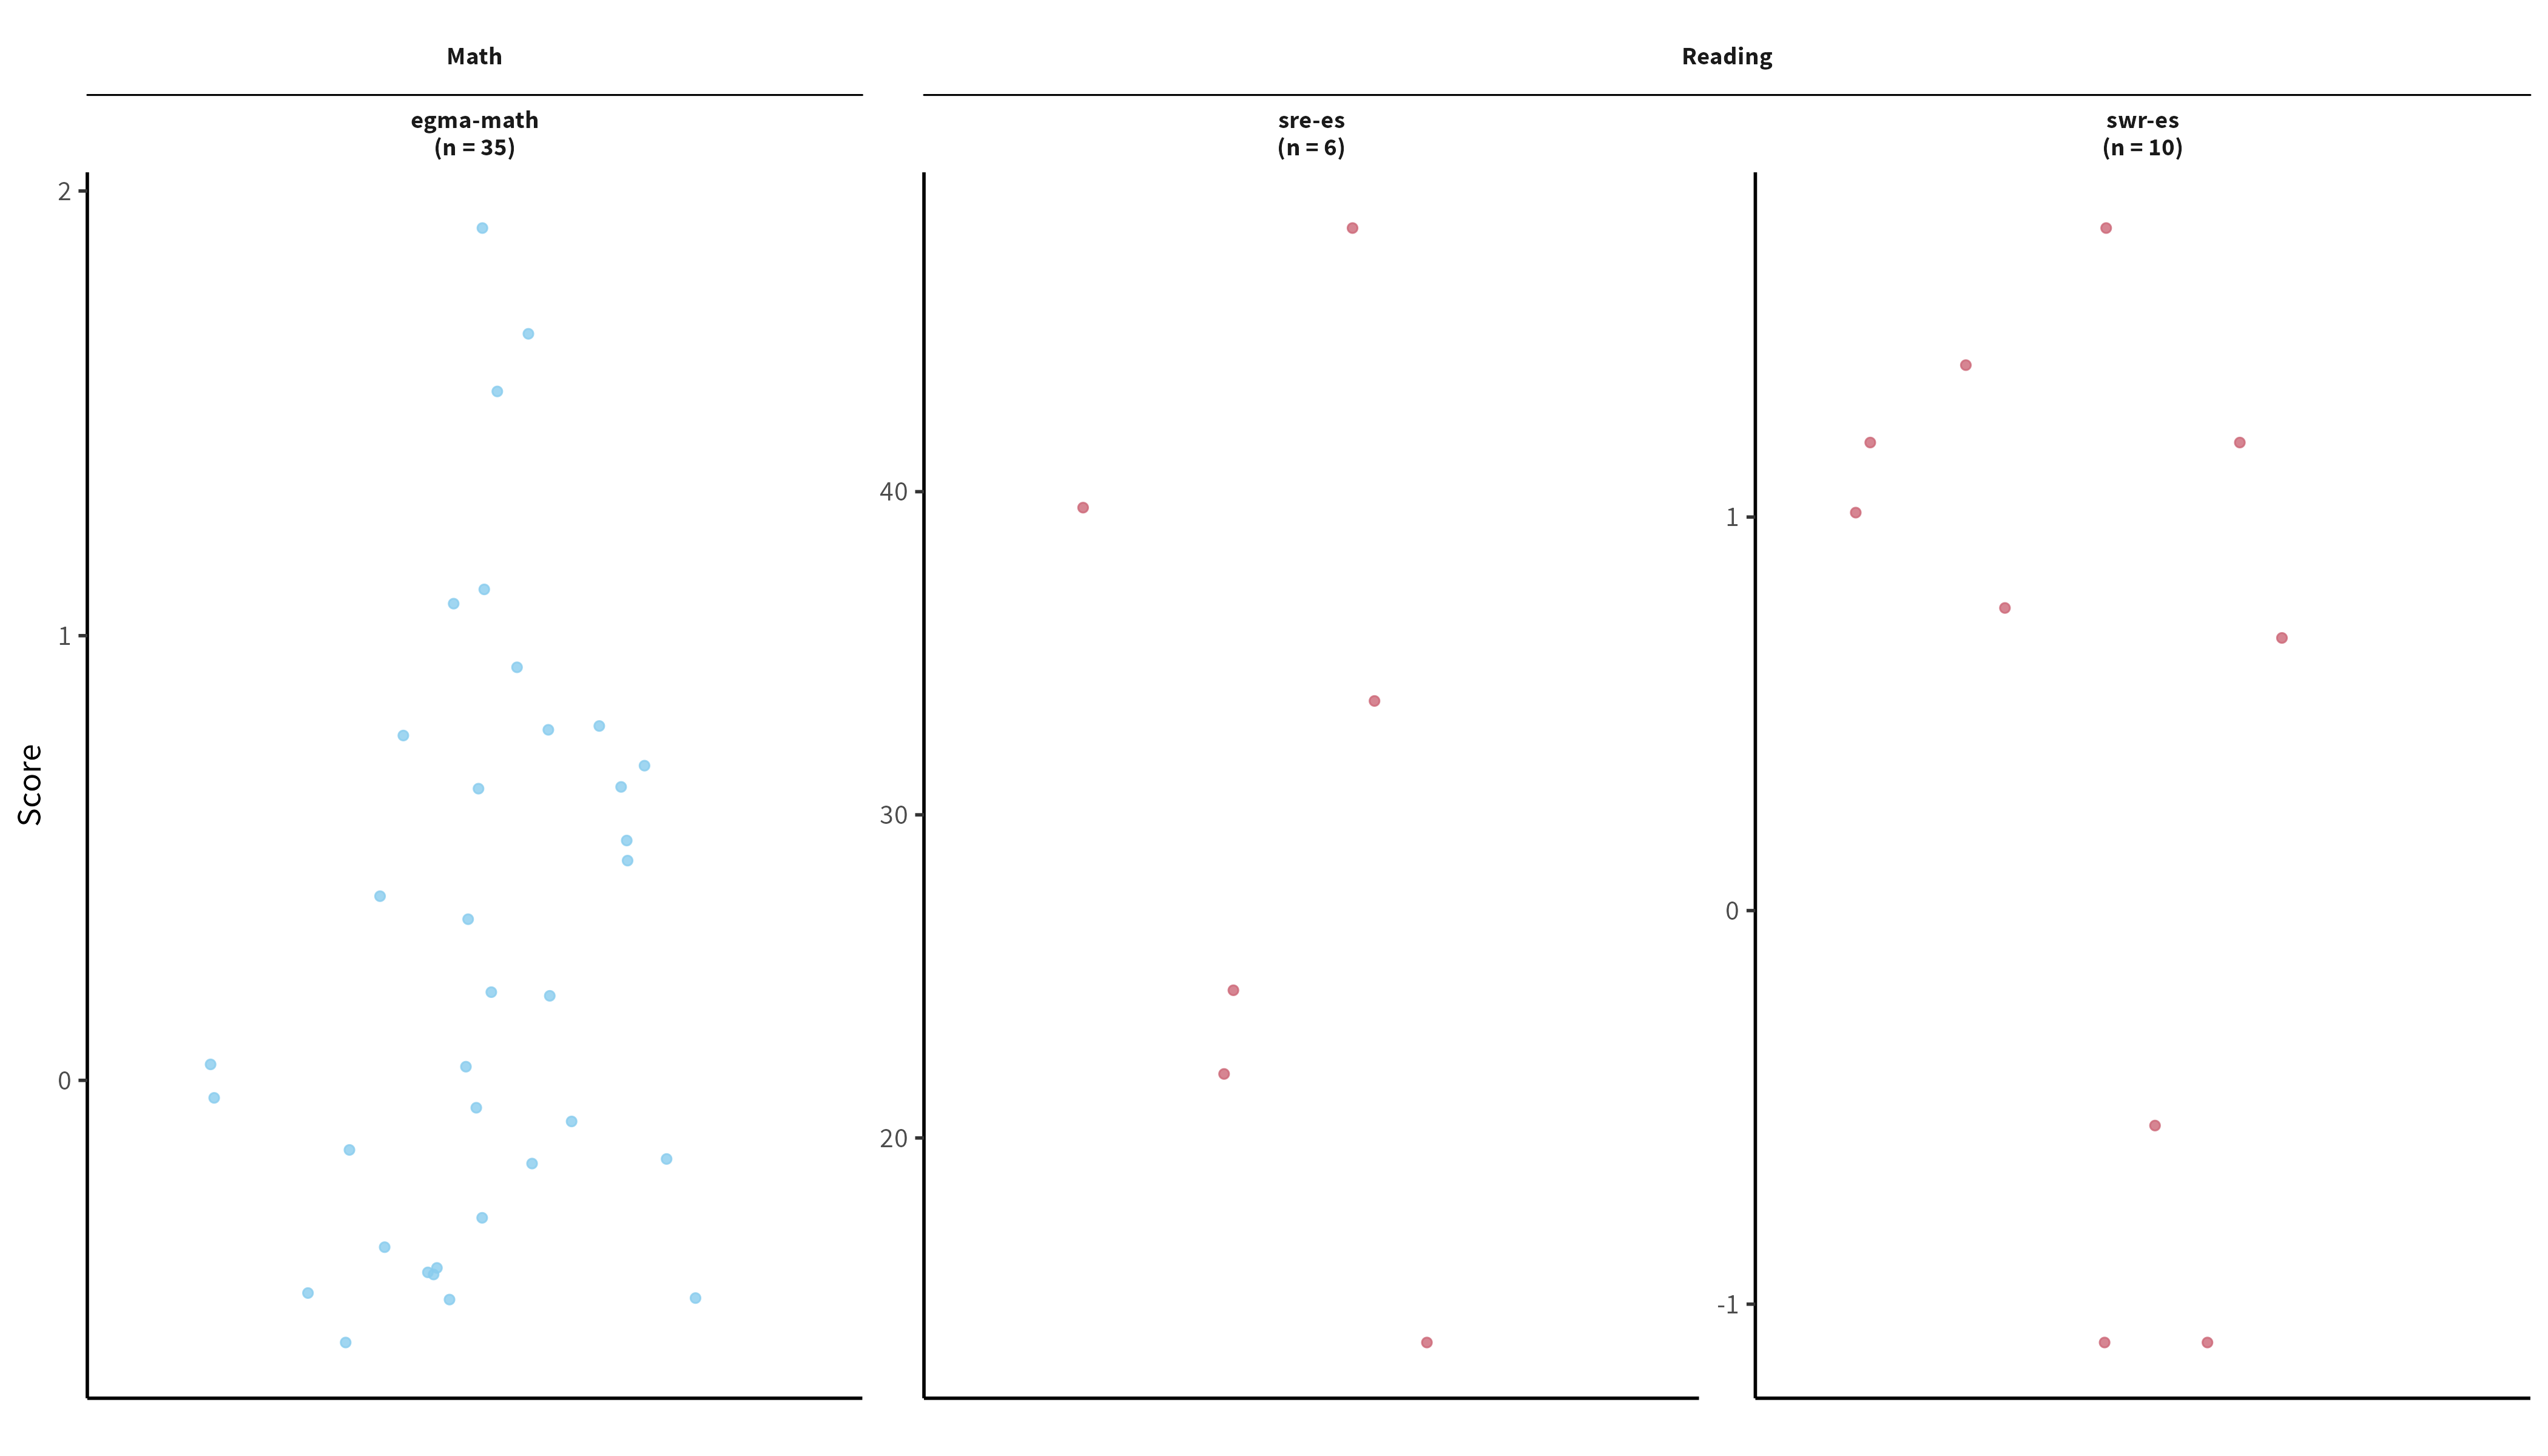 Math
Reading
egma-math
(n = 35)
sre-es
(n = 6)
swr-es
(n = 10)
Score
2
1
0
40
30
20
1
0
-1